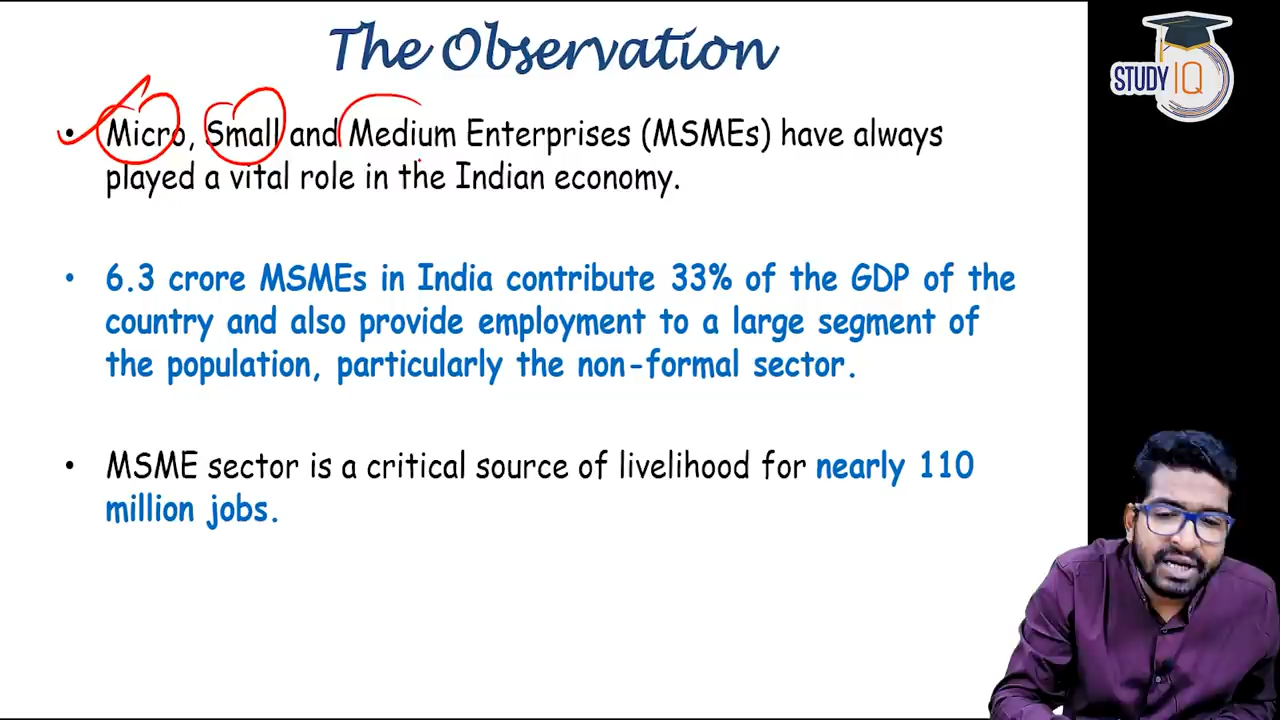 The Observation
STUDY IQ
• Micro, Small and Medium Enterprises (MSMEs) have always
played a vital role in the Indian economy.
• 6.3 crore MSMEs in India contribute 33% of the GDP of the
country and also provide employment to a large segment of
the population, particularly the non-formal sector.
• MSME sector is a critical source of livelihood for nearly 110
million jobs.